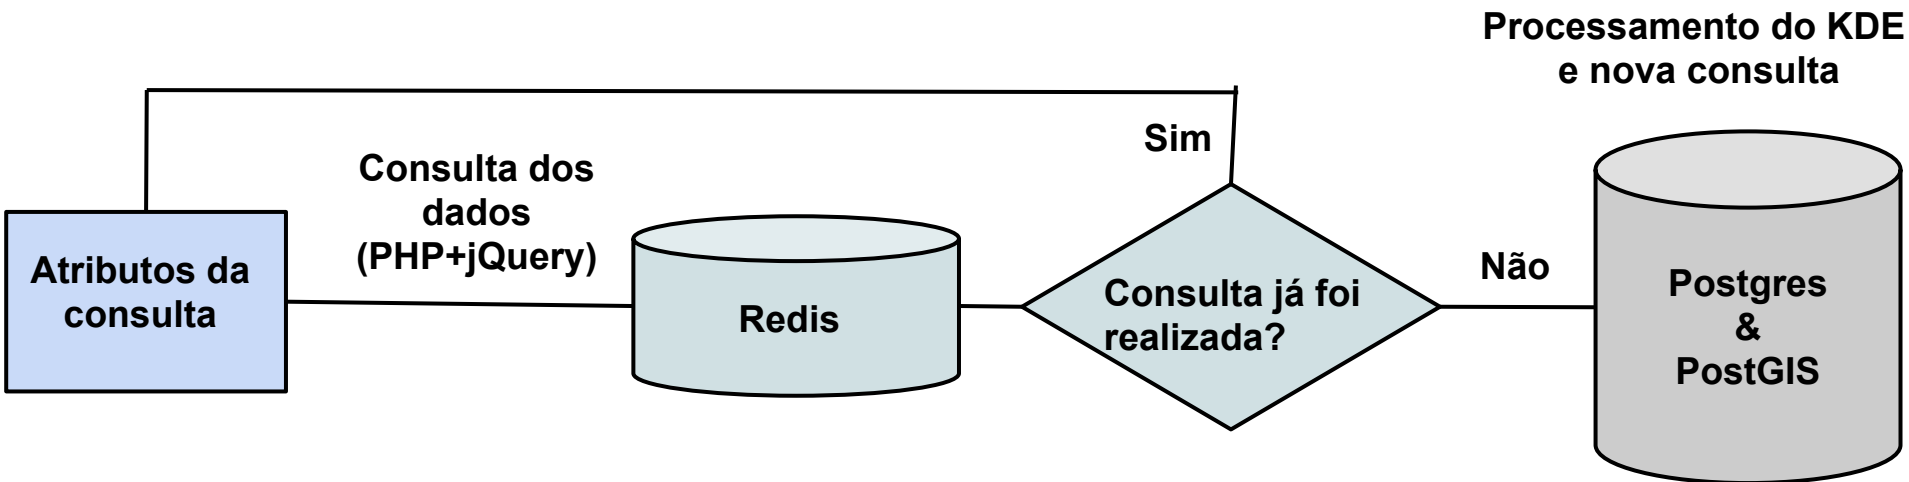 Processamento do KDE
e nova consulta
Sim
Consulta dos
dados
(PHP+jQuery)
Atributos da
consulta
Redis
Consulta já foi
realizada?
Não
Postgres
&
PostGIS